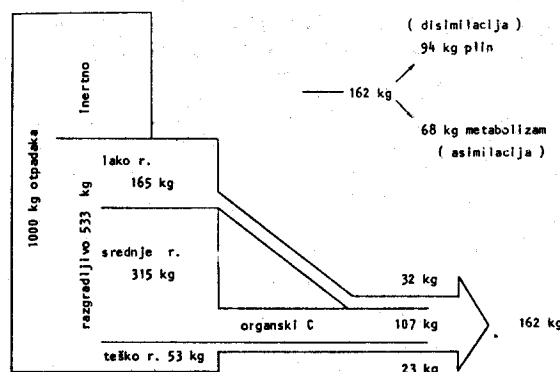 ( disimilacija )
94 kg plin
162 kg
68 kg metabolizam
( asimilacija )
1000 kg otpadaka
inertno
razgradljivo 533 kg
lako r.
165 kg
srednje r.
315 kg
32 kg
organski C
107 kg
162 kg
teško r. 53 kg
23 kg